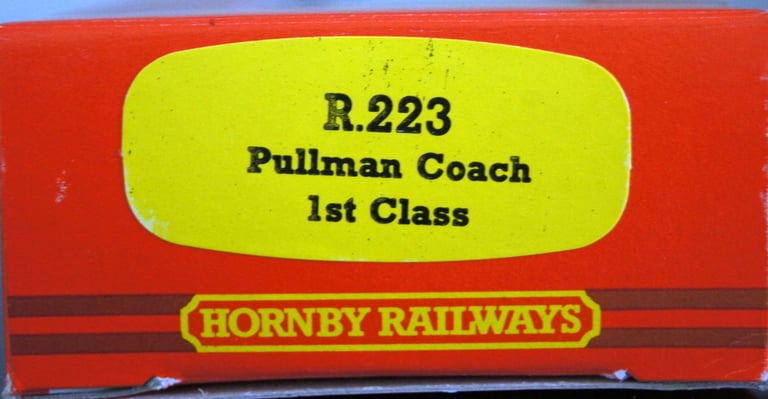 R.223
Pullman Coach
1st Class
HORNBY RAILWAYS